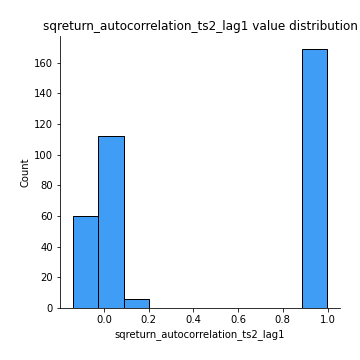 sqreturn_autocorrelation_ts2_lag1 value distribution
160
140
120
100
80
60
40
20
0
Count
0.0 0.2 0.4 0.6 0.8 1.0
sqreturn_autocorrelation_ts2_lag1